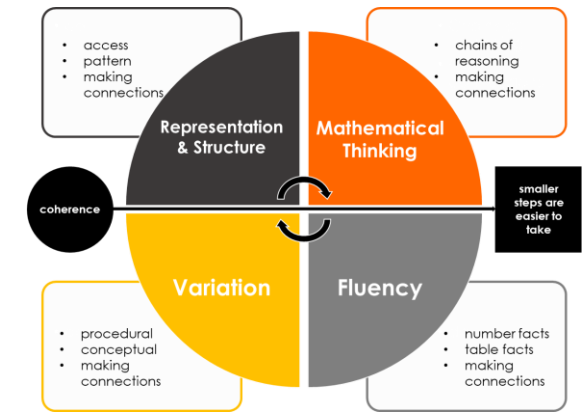 • access
• pattern
• making
connections
• chains of
reasoning
• making
connections
Representation
& Structure
Mathematical
Thinking
coherence
smaller
steps are
easier to
take
Variation
Fluency
• procedural
• conceptual
• making
connections
• number facts
• table facts
• making
connections